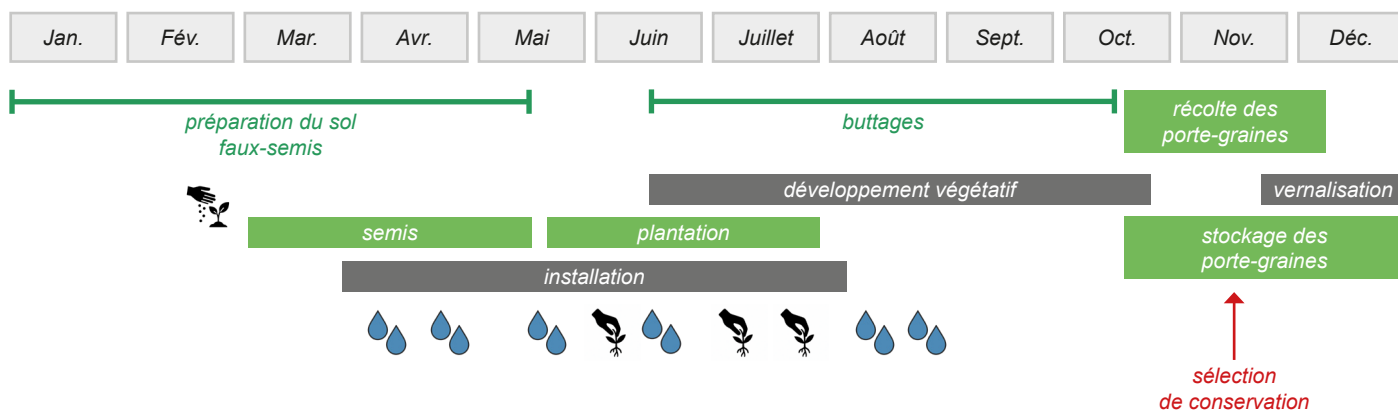 Jan.
Fév.
Mar.
Avr.
Mai
Juin
Juillet
Août
Sept.
Oct.
Nov.
Déc.
préparation du sol
faux-semis
buttages
récolte des
porte-graines
développement végétatif
vernalisation
semis
plantation
stockage des
porte-graines
installation
sélection
de conservation